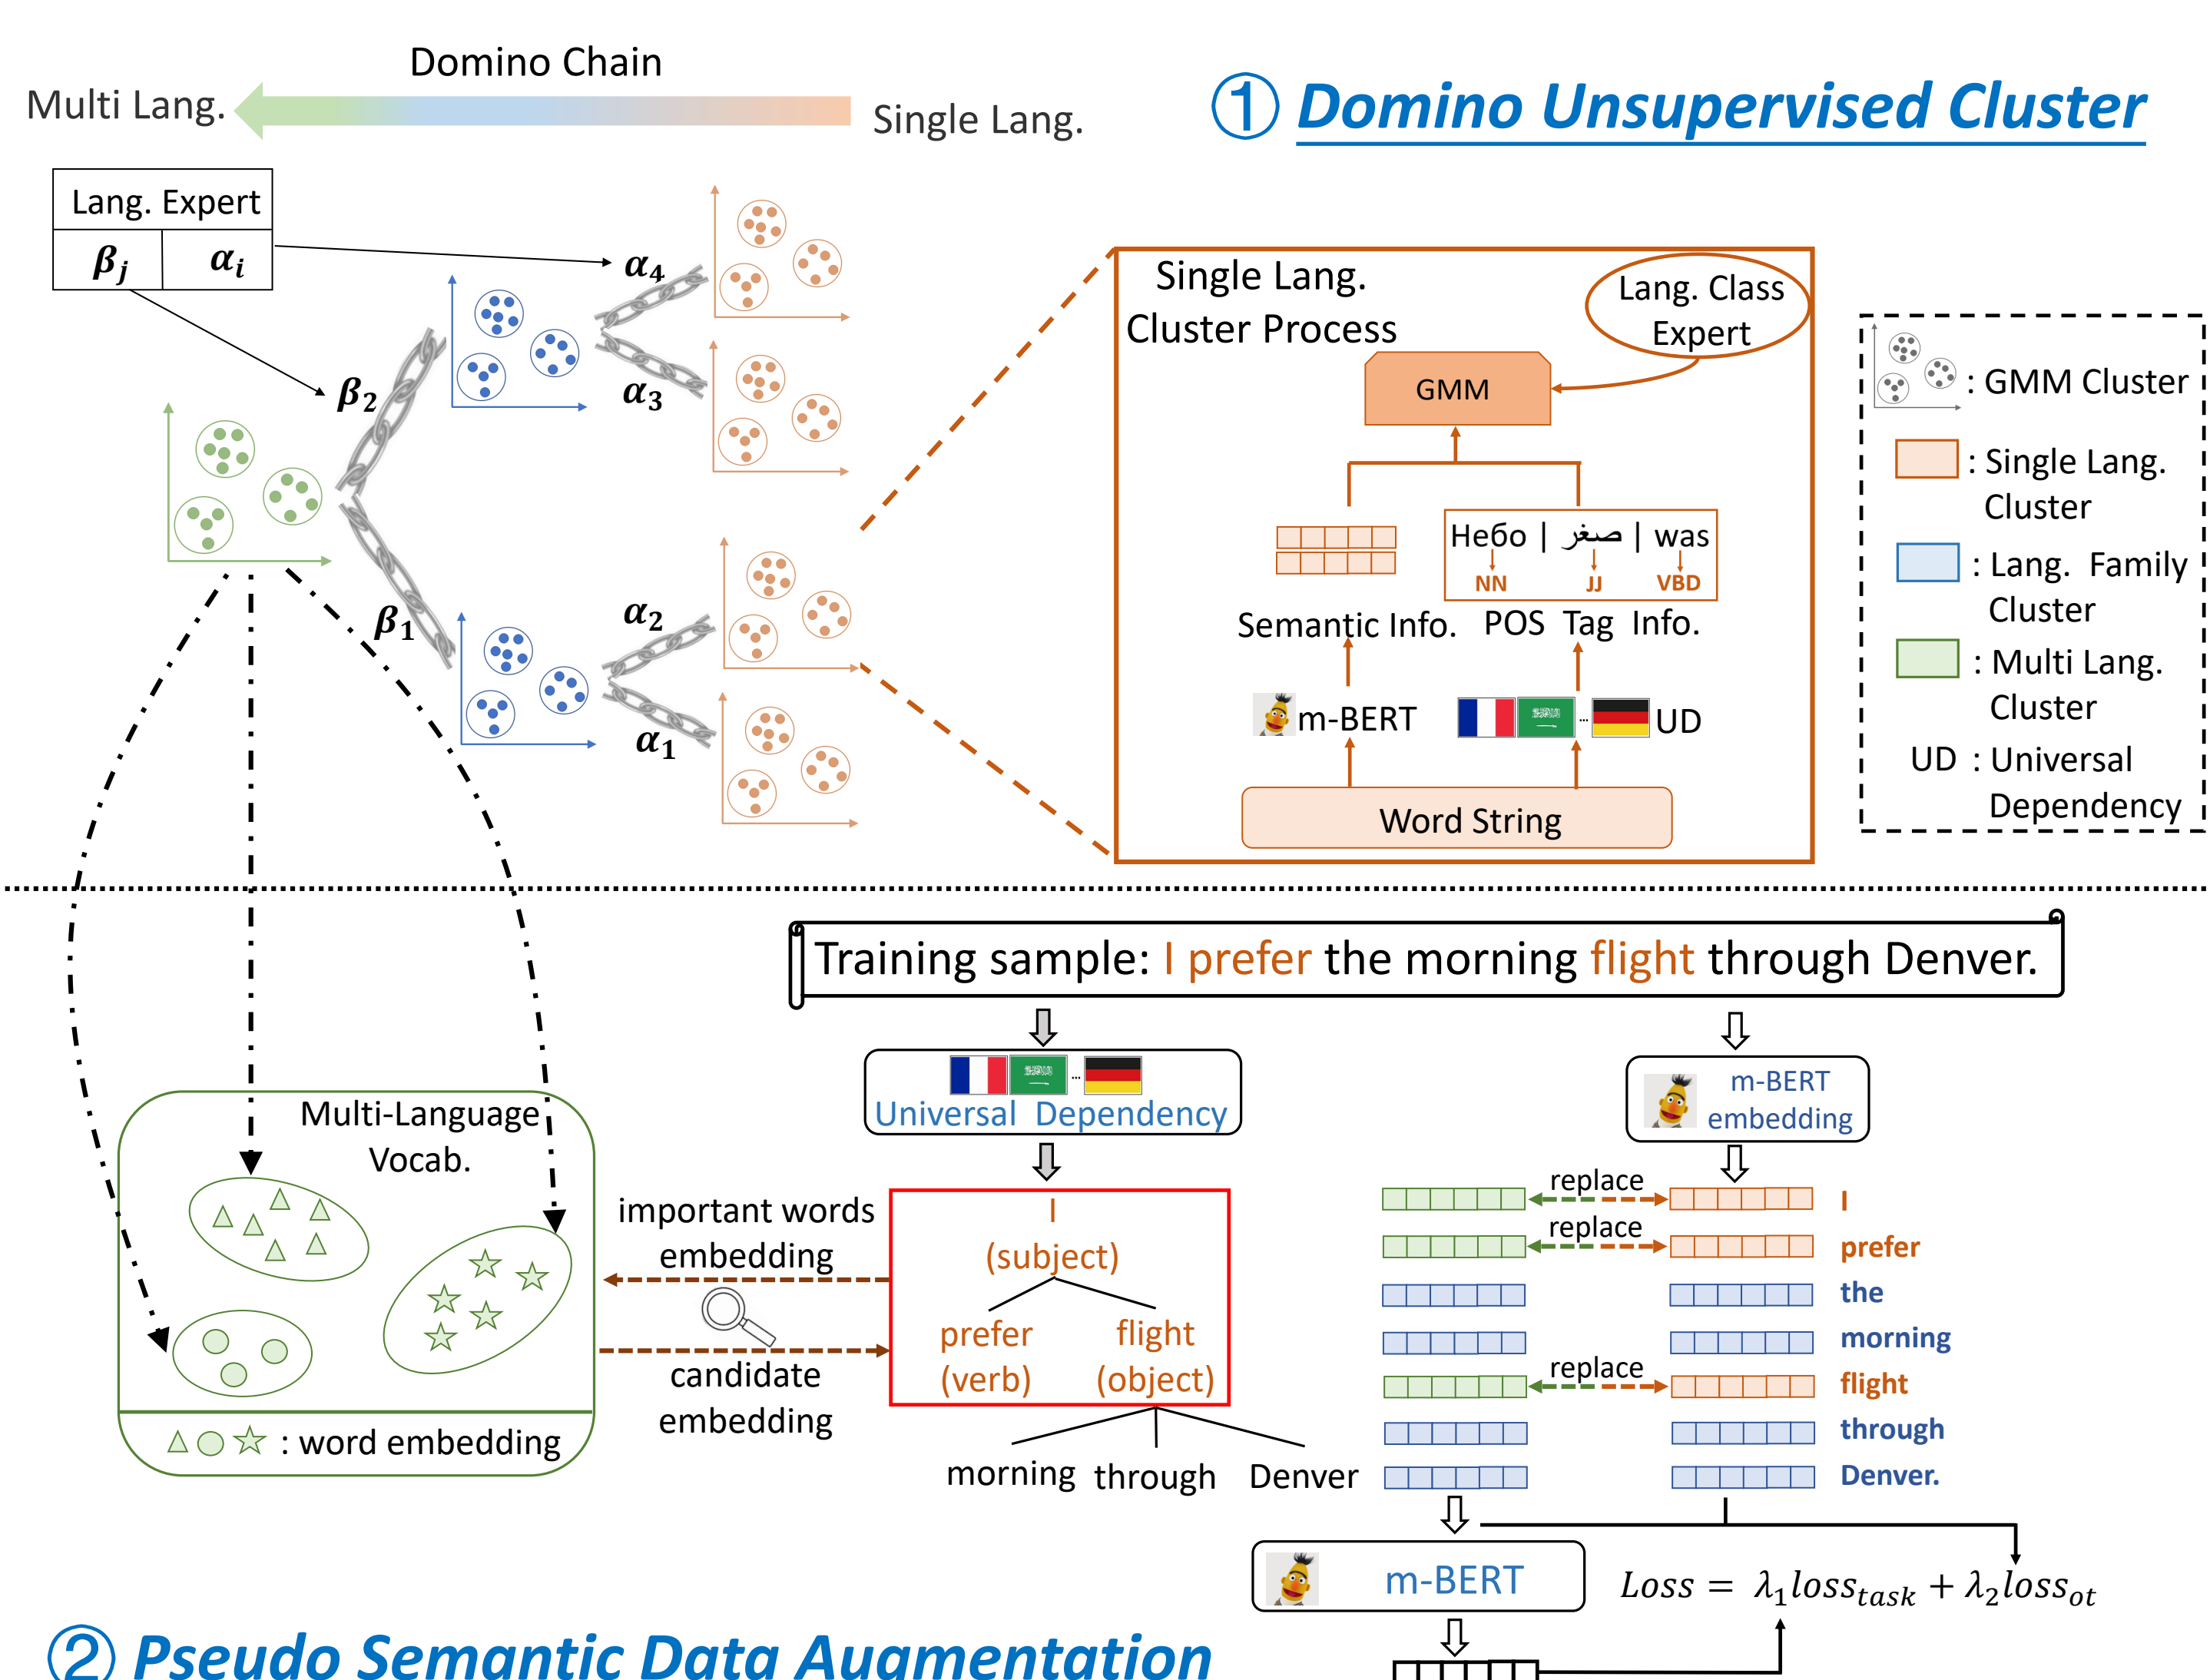 Domino Chain
Multi Lang.
Single Lang.
① Domino Unsupervised Cluster
Lang. Expert
βj αi
α4
α3
β2
β1
α2
α1
Single Lang.
Cluster Process
Lang. Class
Expert
GMM
Небо | صغر | was
NN JJ VBD
Semantic Info.
POS Tag Info.
m-BERT
... UD
Word String
: GMM Cluster
: Single Lang.
Cluster
: Lang. Family
Cluster
: Multi Lang.
Cluster
UD : Universal
Dependency
Training sample: I prefer the morning flight through Denver.
...
Universal Dependency
m-BERT
embedding
Multi-Language
Vocab.
: word embedding
important words
embedding
candidate
embedding
I
(subject)
prefer
(verb)
flight
(object)
morning through Denver
replace
I
replace
prefer
the
morning
replace
flight
through
Denver.
m-BERT
Loss = λ1losstask + λ2lossot
② Pseudo Semantic Data Augmentation